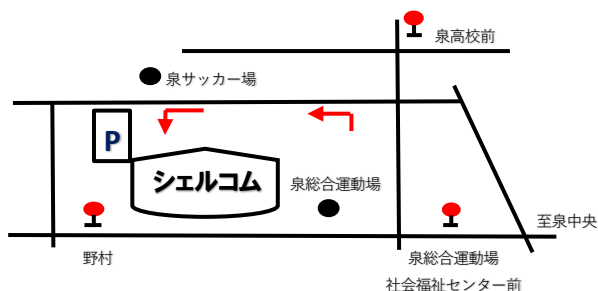 泉高校前
泉サッカー場
P
シェルコム
泉総合運動場
至泉中央
野村
泉総合運動場
社会福祉センター前